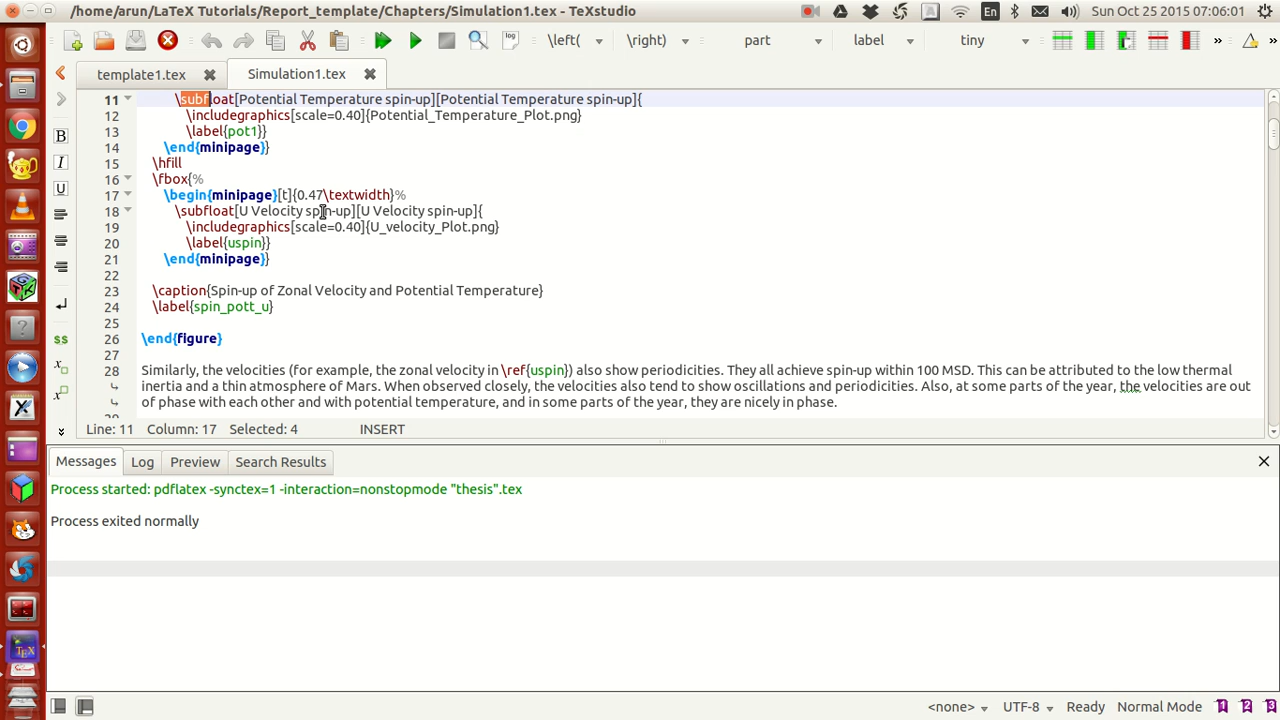 /home/arun/LaTeX Tutorials/Report_template/Chapters/Simulation1.tex - TeXstudio
En
Sun Oct 25 2015 07:06:01
\left(
\right)
part
label
tiny
»
»
template1.tex
Simulation1.tex
11 \subfloat[Potential Temperature spin-up][Potential Temperature spin-up]{
12 \includegraphics[scale=0.40]{Potential_Temperature_Plot.png}
13 \label{pot1}}
14 \end{minipage}}
15 \hfill
16 \fbox{%
17 \begin{minipage}[t]{0.47\textwidth}%
18 \subfloat[U Velocity spin-up][U Velocity spin-up]{
19 \includegraphics[scale=0.40]{U_velocity_Plot.png}
20 \label{uspin}}
21 \end{minipage}}
22
23 \caption{Spin-up of Zonal Velocity and Potential Temperature}
24 \label{spin_pott_u}
25
26 \end{figure}
27
28 Similarly, the velocities (for example, the zonal velocity in \ref{uspin}) also show periodicities. They all achieve spin-up within 100 MSD. This can be attributed to the low thermal
inertia and a thin atmosphere of Mars. When observed closely, the velocities also tend to show oscillations and periodicities. Also, at some parts of the year, the velocities are out
of phase with each other and with potential temperature, and in some parts of the year, they are nicely in phase.
B
I
U
$$
Line: 11 Column: 17 Selected: 4 INSERT
Messages Log Preview Search Results
Process started: pdflatex -synctex=1 -interaction=nonstopmode "thesis".tex
Process exited normally
<none> UTF-8 Ready Normal Mode 1 2 3